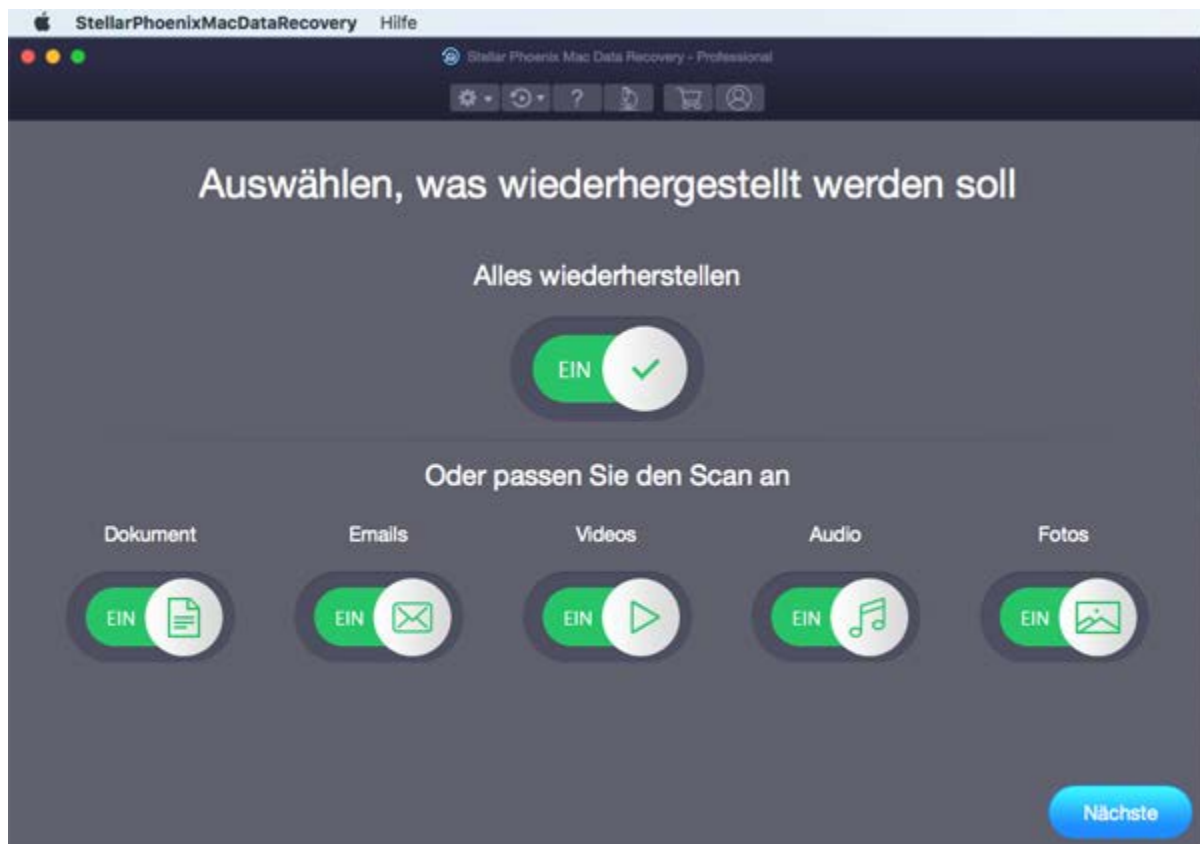 StellarPhoenixMacDataRecovery Hilfe
Stellar Phoenix Mac Data Recovery - Professional
?
Auswählen, was wiederhergestellt werden soll
Alles wiederherstellen
EIN
Oder passen Sie den Scan an
Dokument Emails Videos Audio Fotos
EIN EIN EIN EIN EIN
Nächste